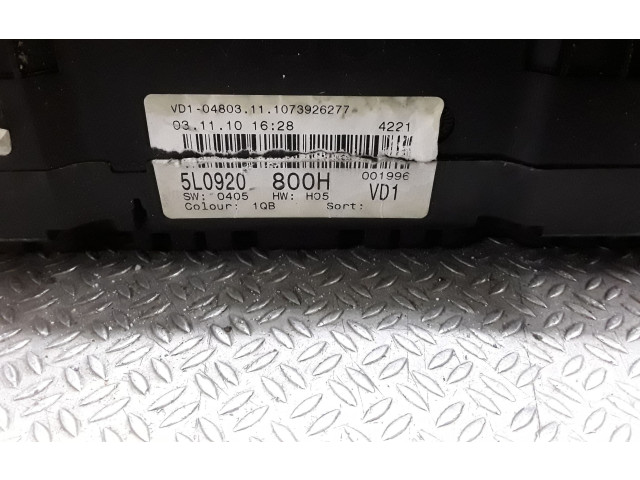 VD1-04803.11.1073926277
03.11.10 16:28 4221
5L0920 800H 001996
SW: 0405 HW: H05 VD1
Colour: 1QB Sort: